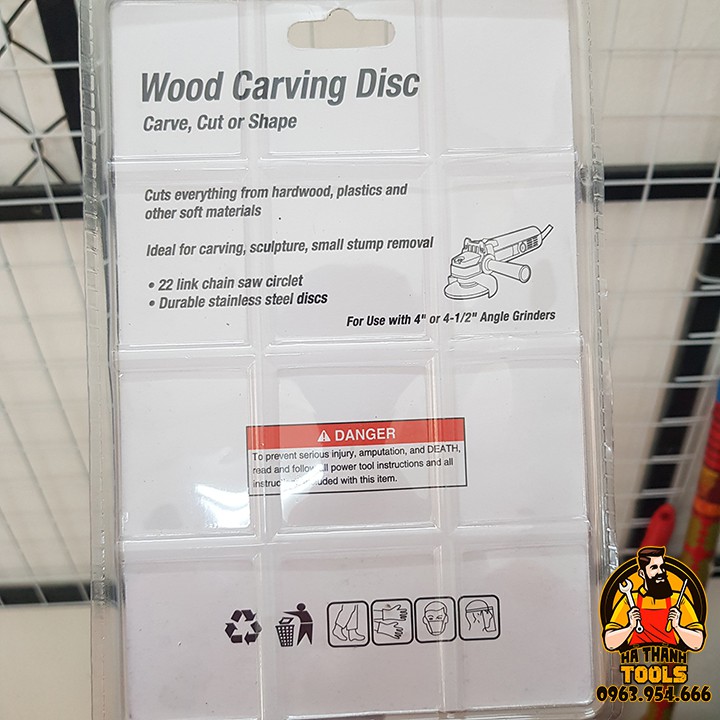 Wood Carving Disc
Carve, Cut or Shape
Cuts everything from hardwood, plastics and
other soft materials
Ideal for carving, sculpture, small stump removal
• 22 link chain saw circlet
• Durable stainless steel discs
For Use with 4" or 4-1/2" Angle Grinders
DANGER
To prevent serious injury, amputation, and DEATH,
read and follow all power tool instructions and all
instructions included with this item.
HA THANH
TOOLS
0963.954.666